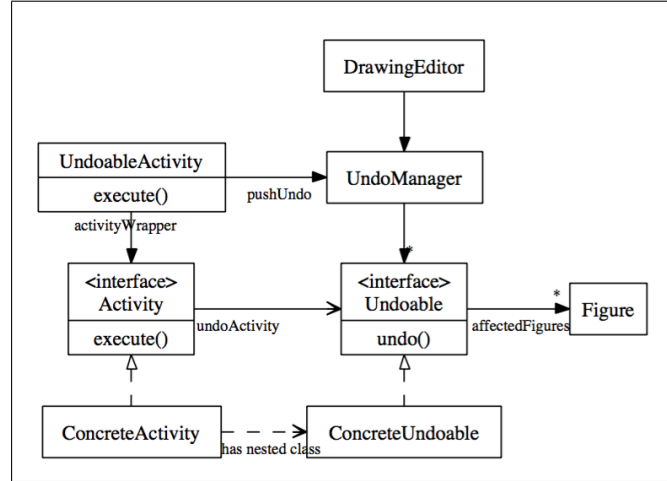 DrawingEditor
UndoableActivity
execute()
pushUndo
UndoManager
activityWrapper
*
<interface>
Activity
execute()
undoActivity
<interface>
Undoable
undo()
*
affectedFigures
Figure
ConcreteActivity
has nested class
ConcreteUndoable